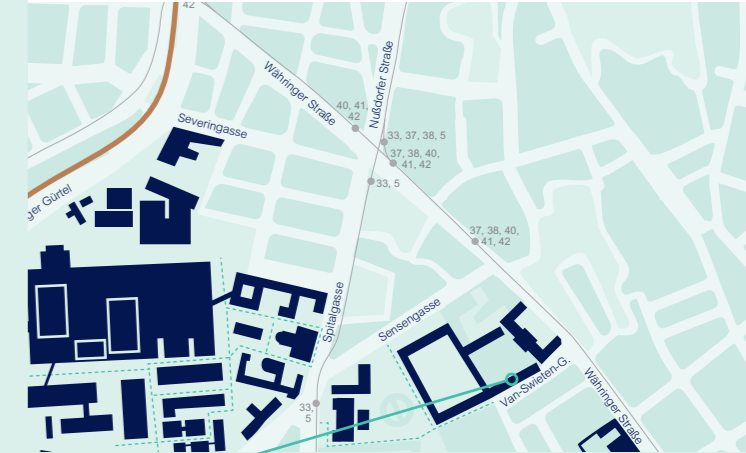 42
Währinger Straße
Nußdorfer Straße
40, 41,
42
Severingasse
33, 37, 38, 5
37, 38, 40,
41, 42
33, 5
ger Gürtel
37, 38, 40,
41, 42
Spitalgasse
Sensengasse
Van-Swieten-G.
Währinger Straße
33,
5